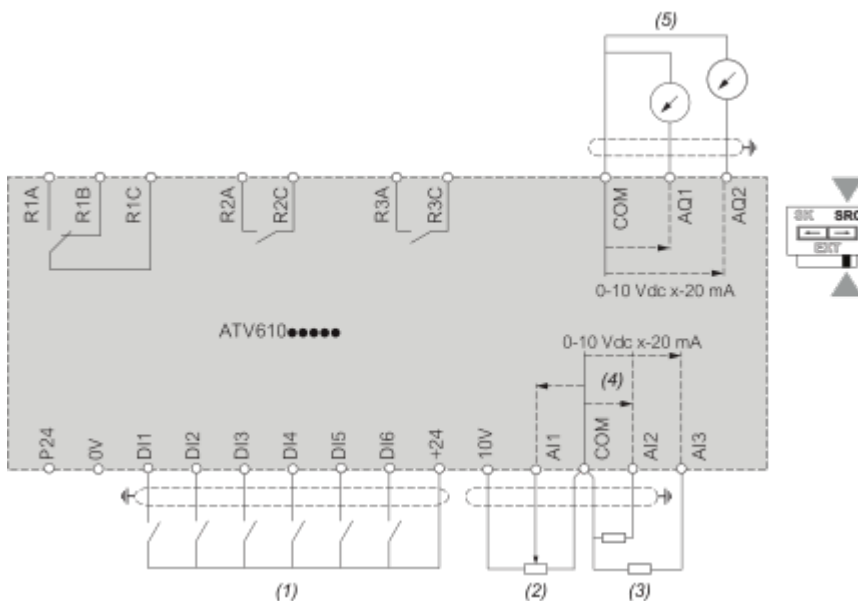 (5)
R1A R1B R1C R2A R2C R3A R3C COM AQ1 AQ2
SK SRC
EXT
0-10 Vdc x-20 mA
ATV610●●●●●
0-10 Vdc x-20 mA
(4)
P24 0V DI1 DI2 DI3 DI4 DI5 DI6 +24 10V AI1 COM AI2 AI3
(1) (2) (3)